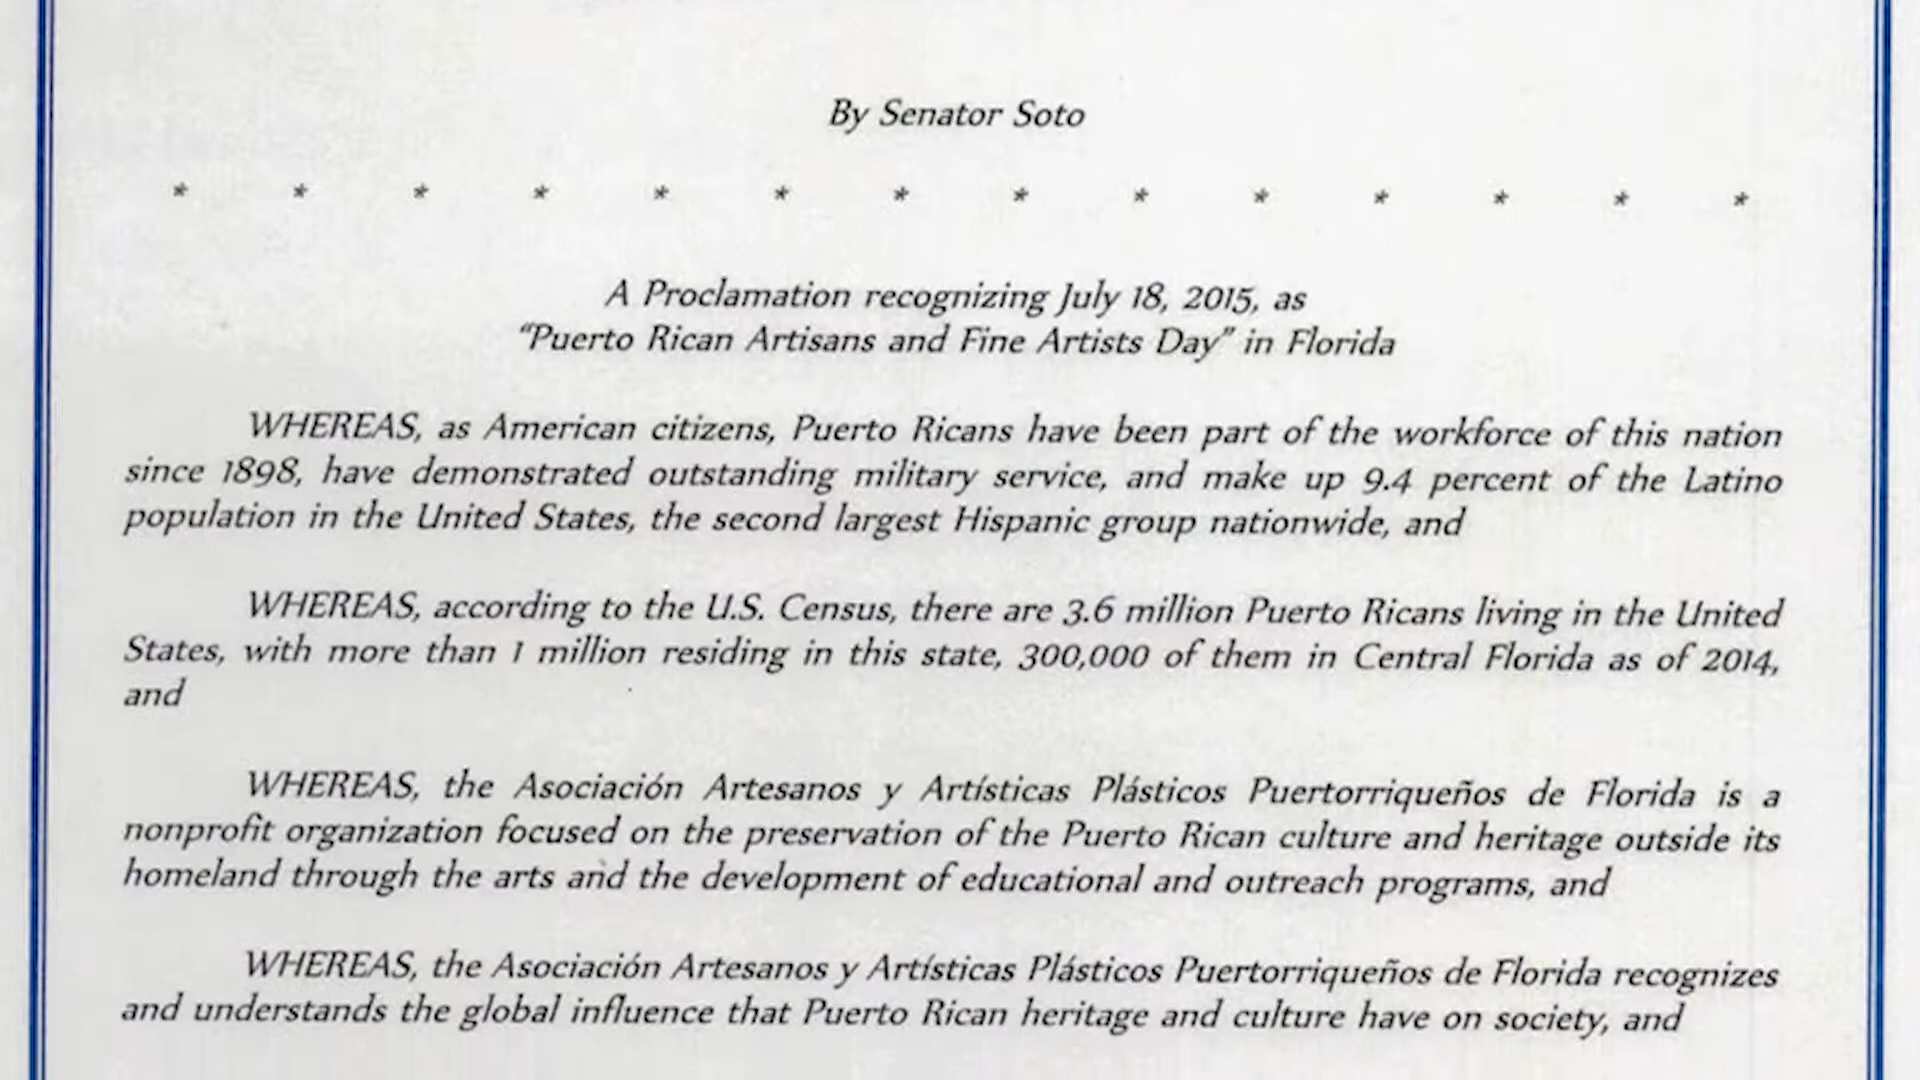 By Senator Soto
* * * * * * * * * * * * * *
A Proclamation recognizing July 18, 2015, as
“Puerto Rican Artisans and Fine Artists Day” in Florida
WHEREAS, as American citizens, Puerto Ricans have been part of the workforce of this nation
since 1898, have demonstrated outstanding military service, and make up 9.4 percent of the Latino
population in the United States, the second largest Hispanic group nationwide, and
WHEREAS, according to the U.S. Census, there are 3.6 million Puerto Ricans living in the United
States, with more than 1 million residing in this state, 300,000 of them in Central Florida as of 2014,
and
WHEREAS, the Asociación Artesanos y Artísticas Plásticos Puertorriqueños de Florida is a
nonprofit organization focused on the preservation of the Puerto Rican culture and heritage outside its
homeland through the arts and the development of educational and outreach programs, and
WHEREAS, the Asociación Artesanos y Artísticas Plásticos Puertorriqueños de Florida recognizes
and understands the global influence that Puerto Rican heritage and culture have on society, and